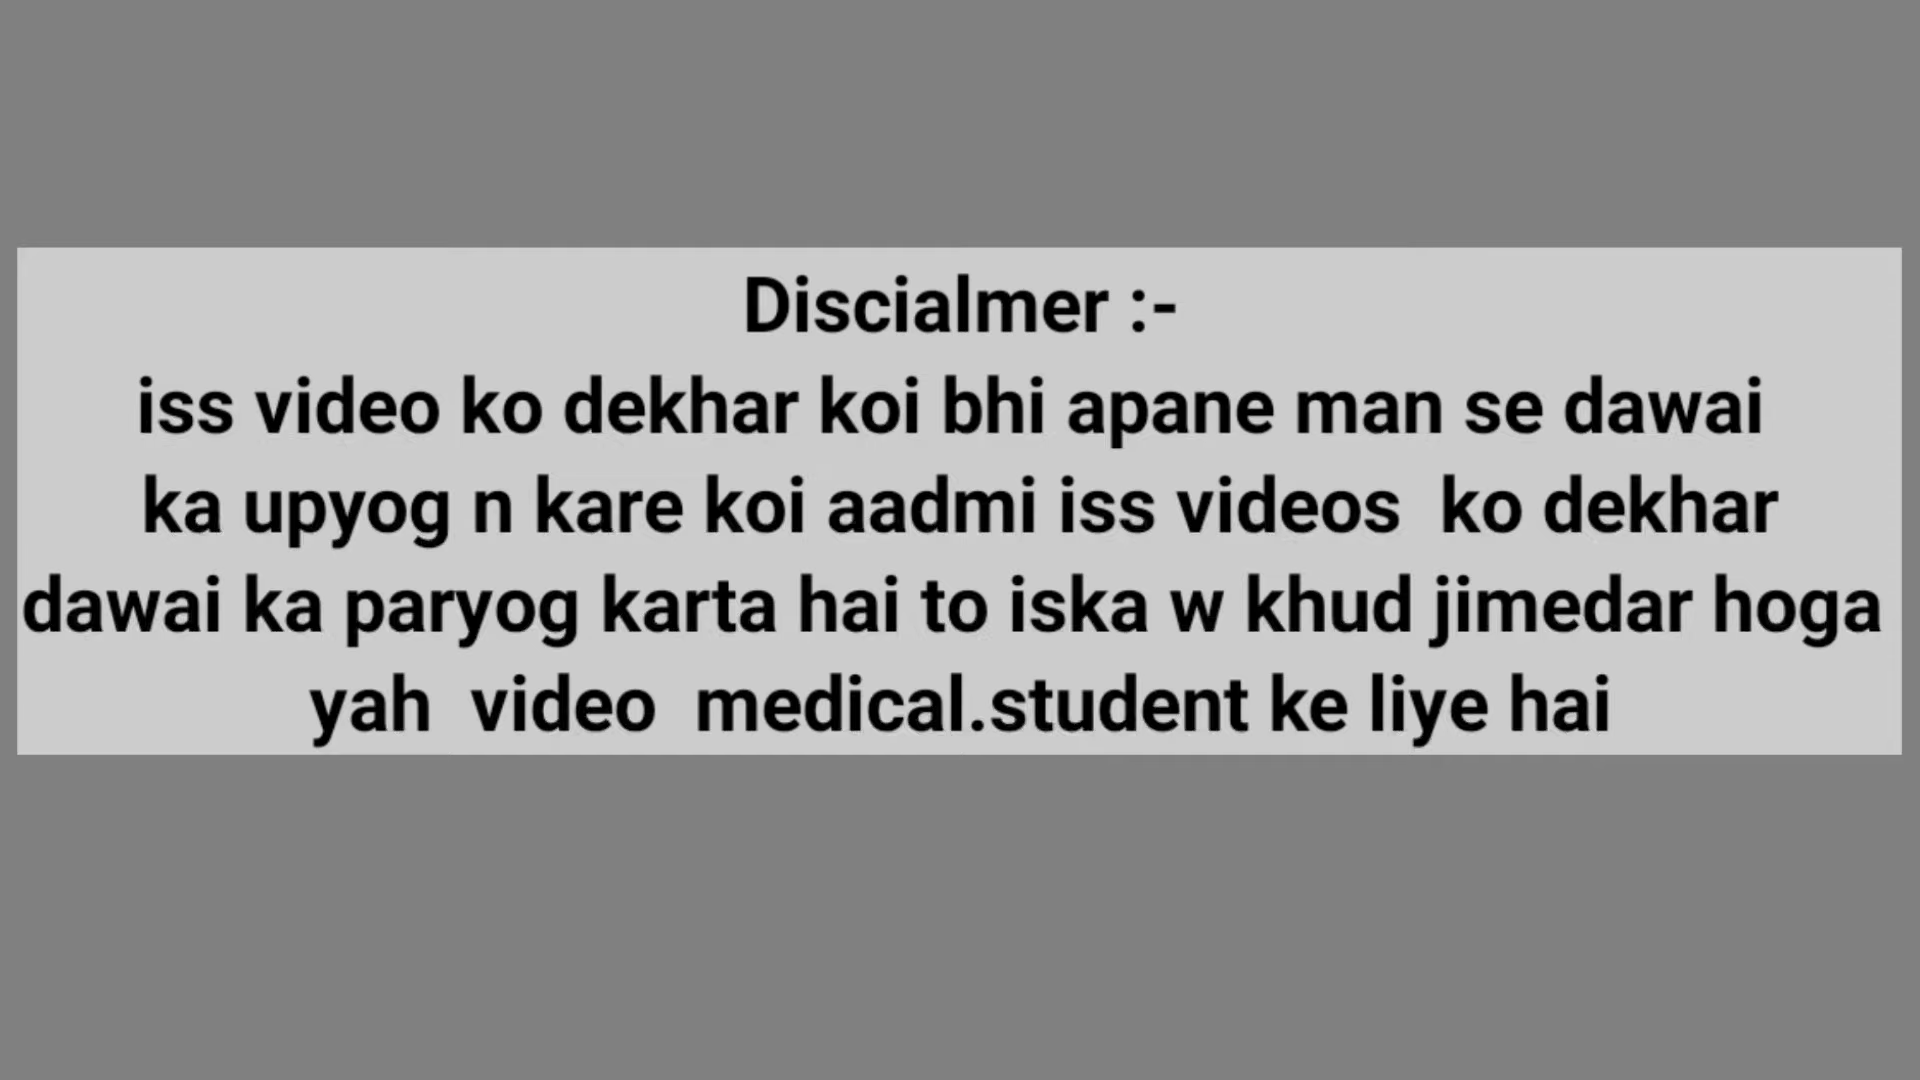 Discialmer :-
iss video ko dekhar koi bhi apane man se dawai
ka upyog n kare koi aadmi iss videos  ko dekhar
dawai ka paryog karta hai to iska w khud jimedar hoga
yah  video  medical.student ke liye hai